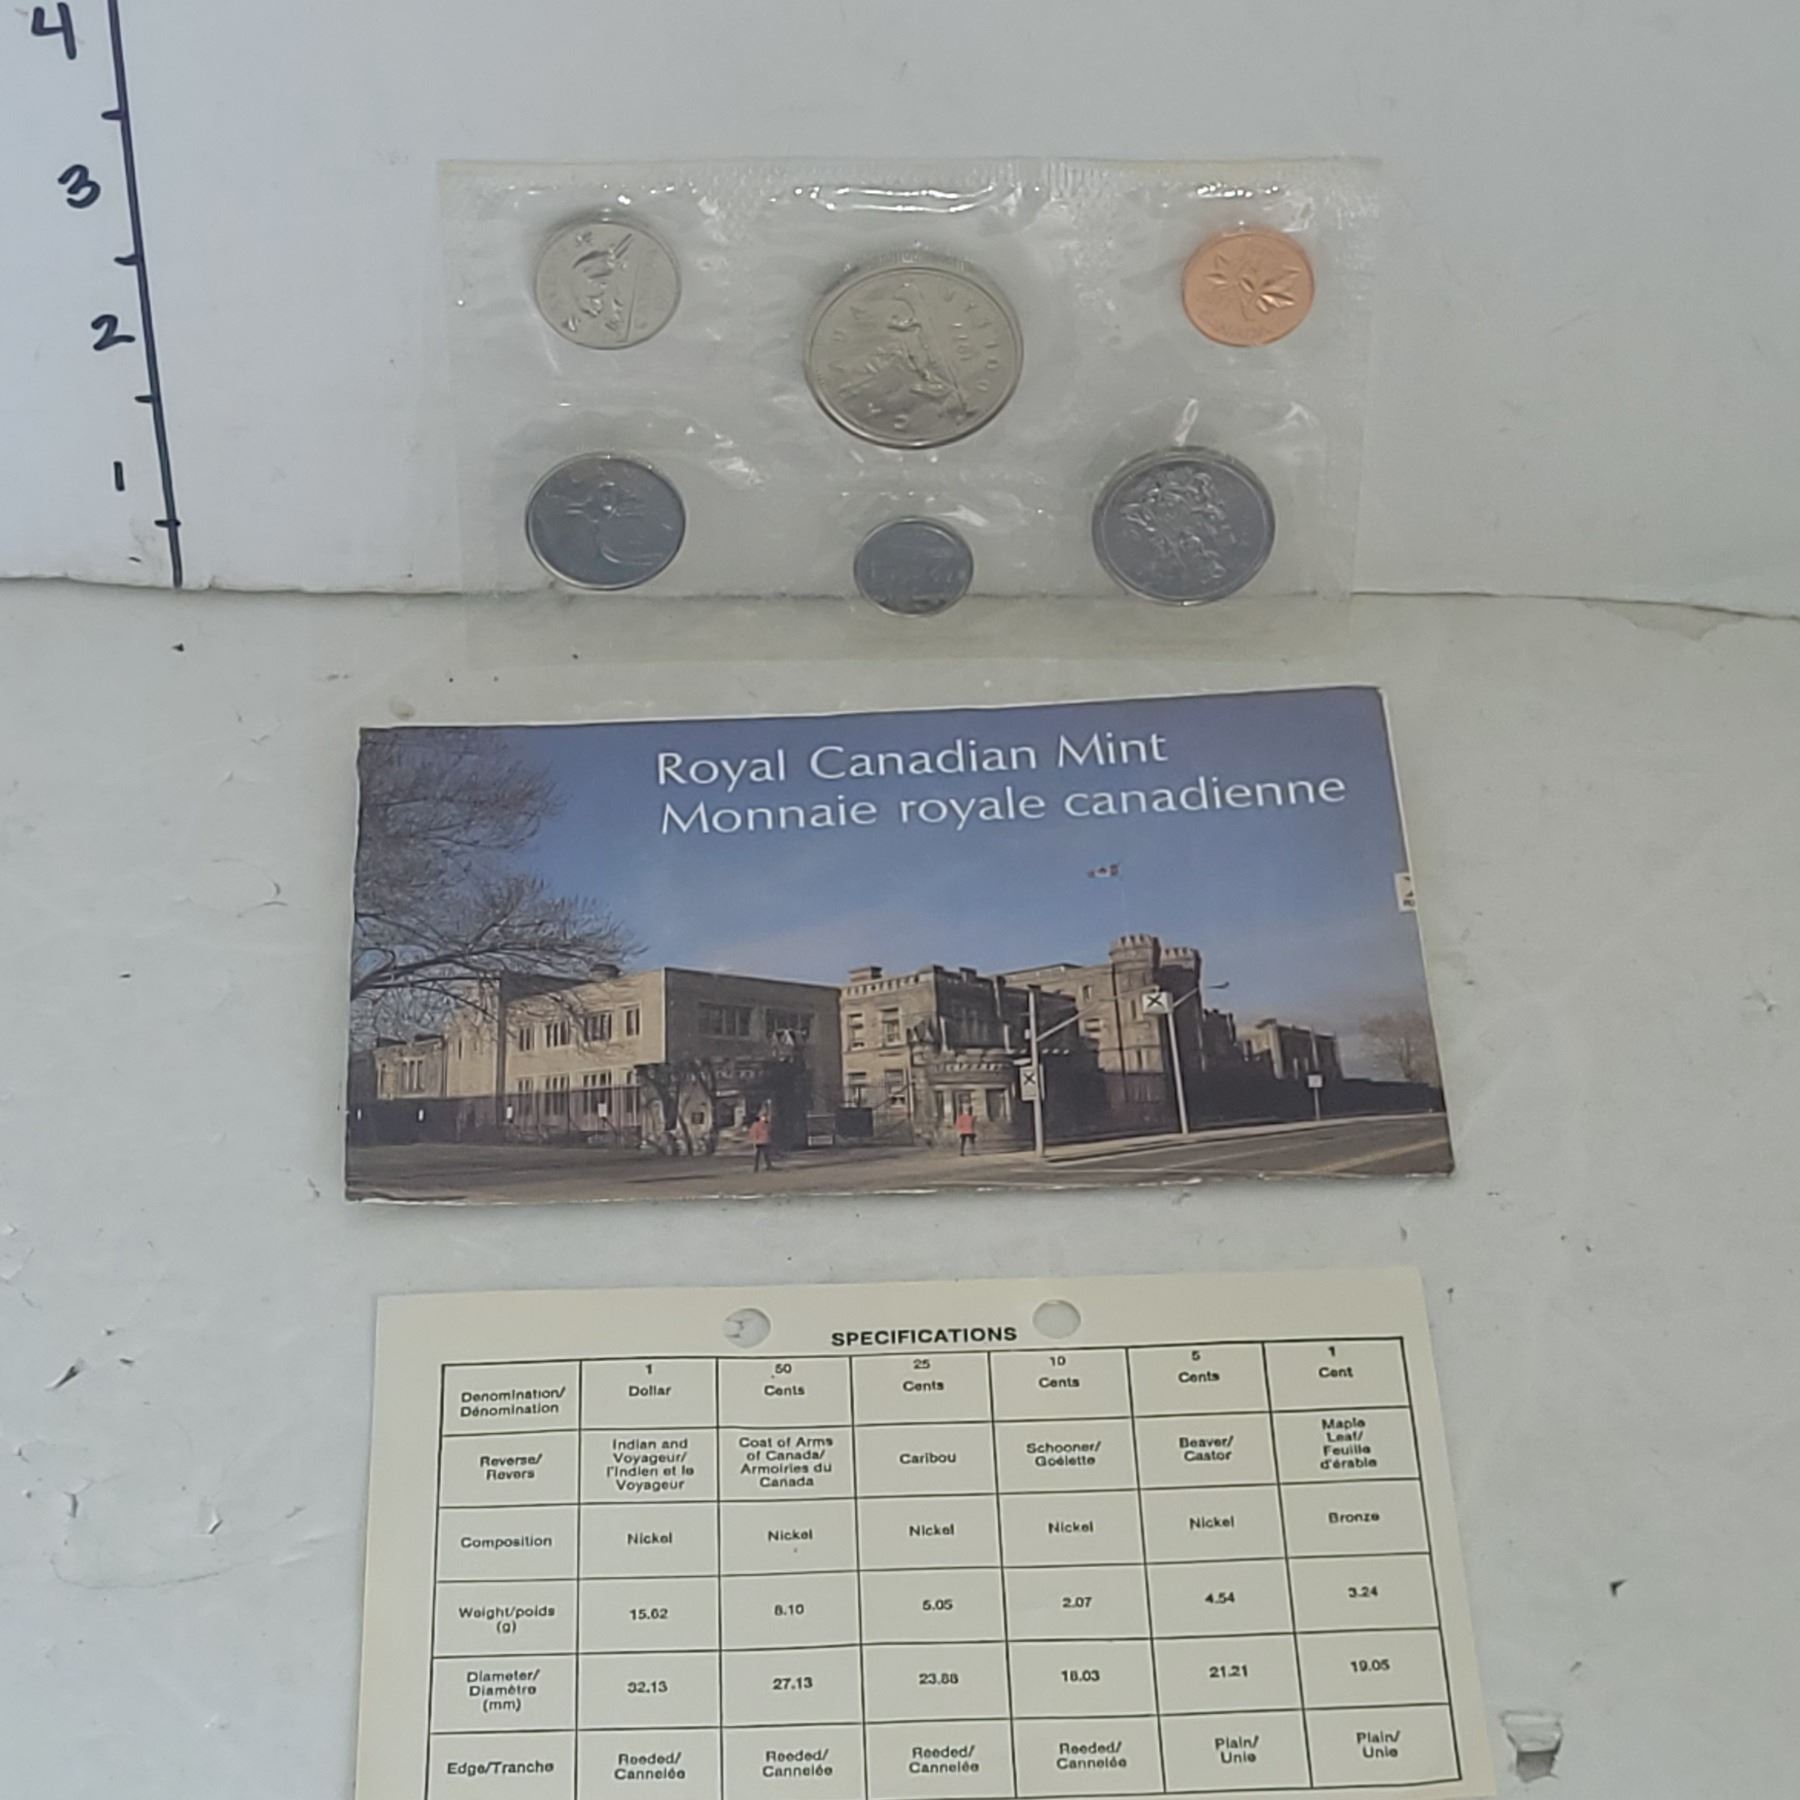 4
3
2
1
DOLLAR
CANADA
Royal Canadian Mint
Monnaie royale canadienne
SPECIFICATIONS
Denomination/ Dénomination
1 Dollar
50 Cents
25 Cents
10 Cents
5 Cents
1 Cent
Reverse/ Revers
Indian and Voyageur/ l'Indien et le Voyageur
Coat of Arms of Canada/ Armoiries du Canada
Caribou
Schooner/ Goélette
Beaver/ Castor
Maple Leaf/ Feuille d'érable
Composition
Nickel
Nickel
Nickel
Nickel
Nickel
Bronze
Weight/poids (g)
15.62
8.10
5.05
2.07
4.54
3.24
Diameter/ Diamètre (mm)
32.13
27.13
23.88
18.03
21.21
19.05
Edge/Tranche
Reeded/ Cannelée
Reeded/ Cannelée
Reeded/ Cannelée
Reeded/ Cannelée
Plain/ Unie
Plain/ Unie